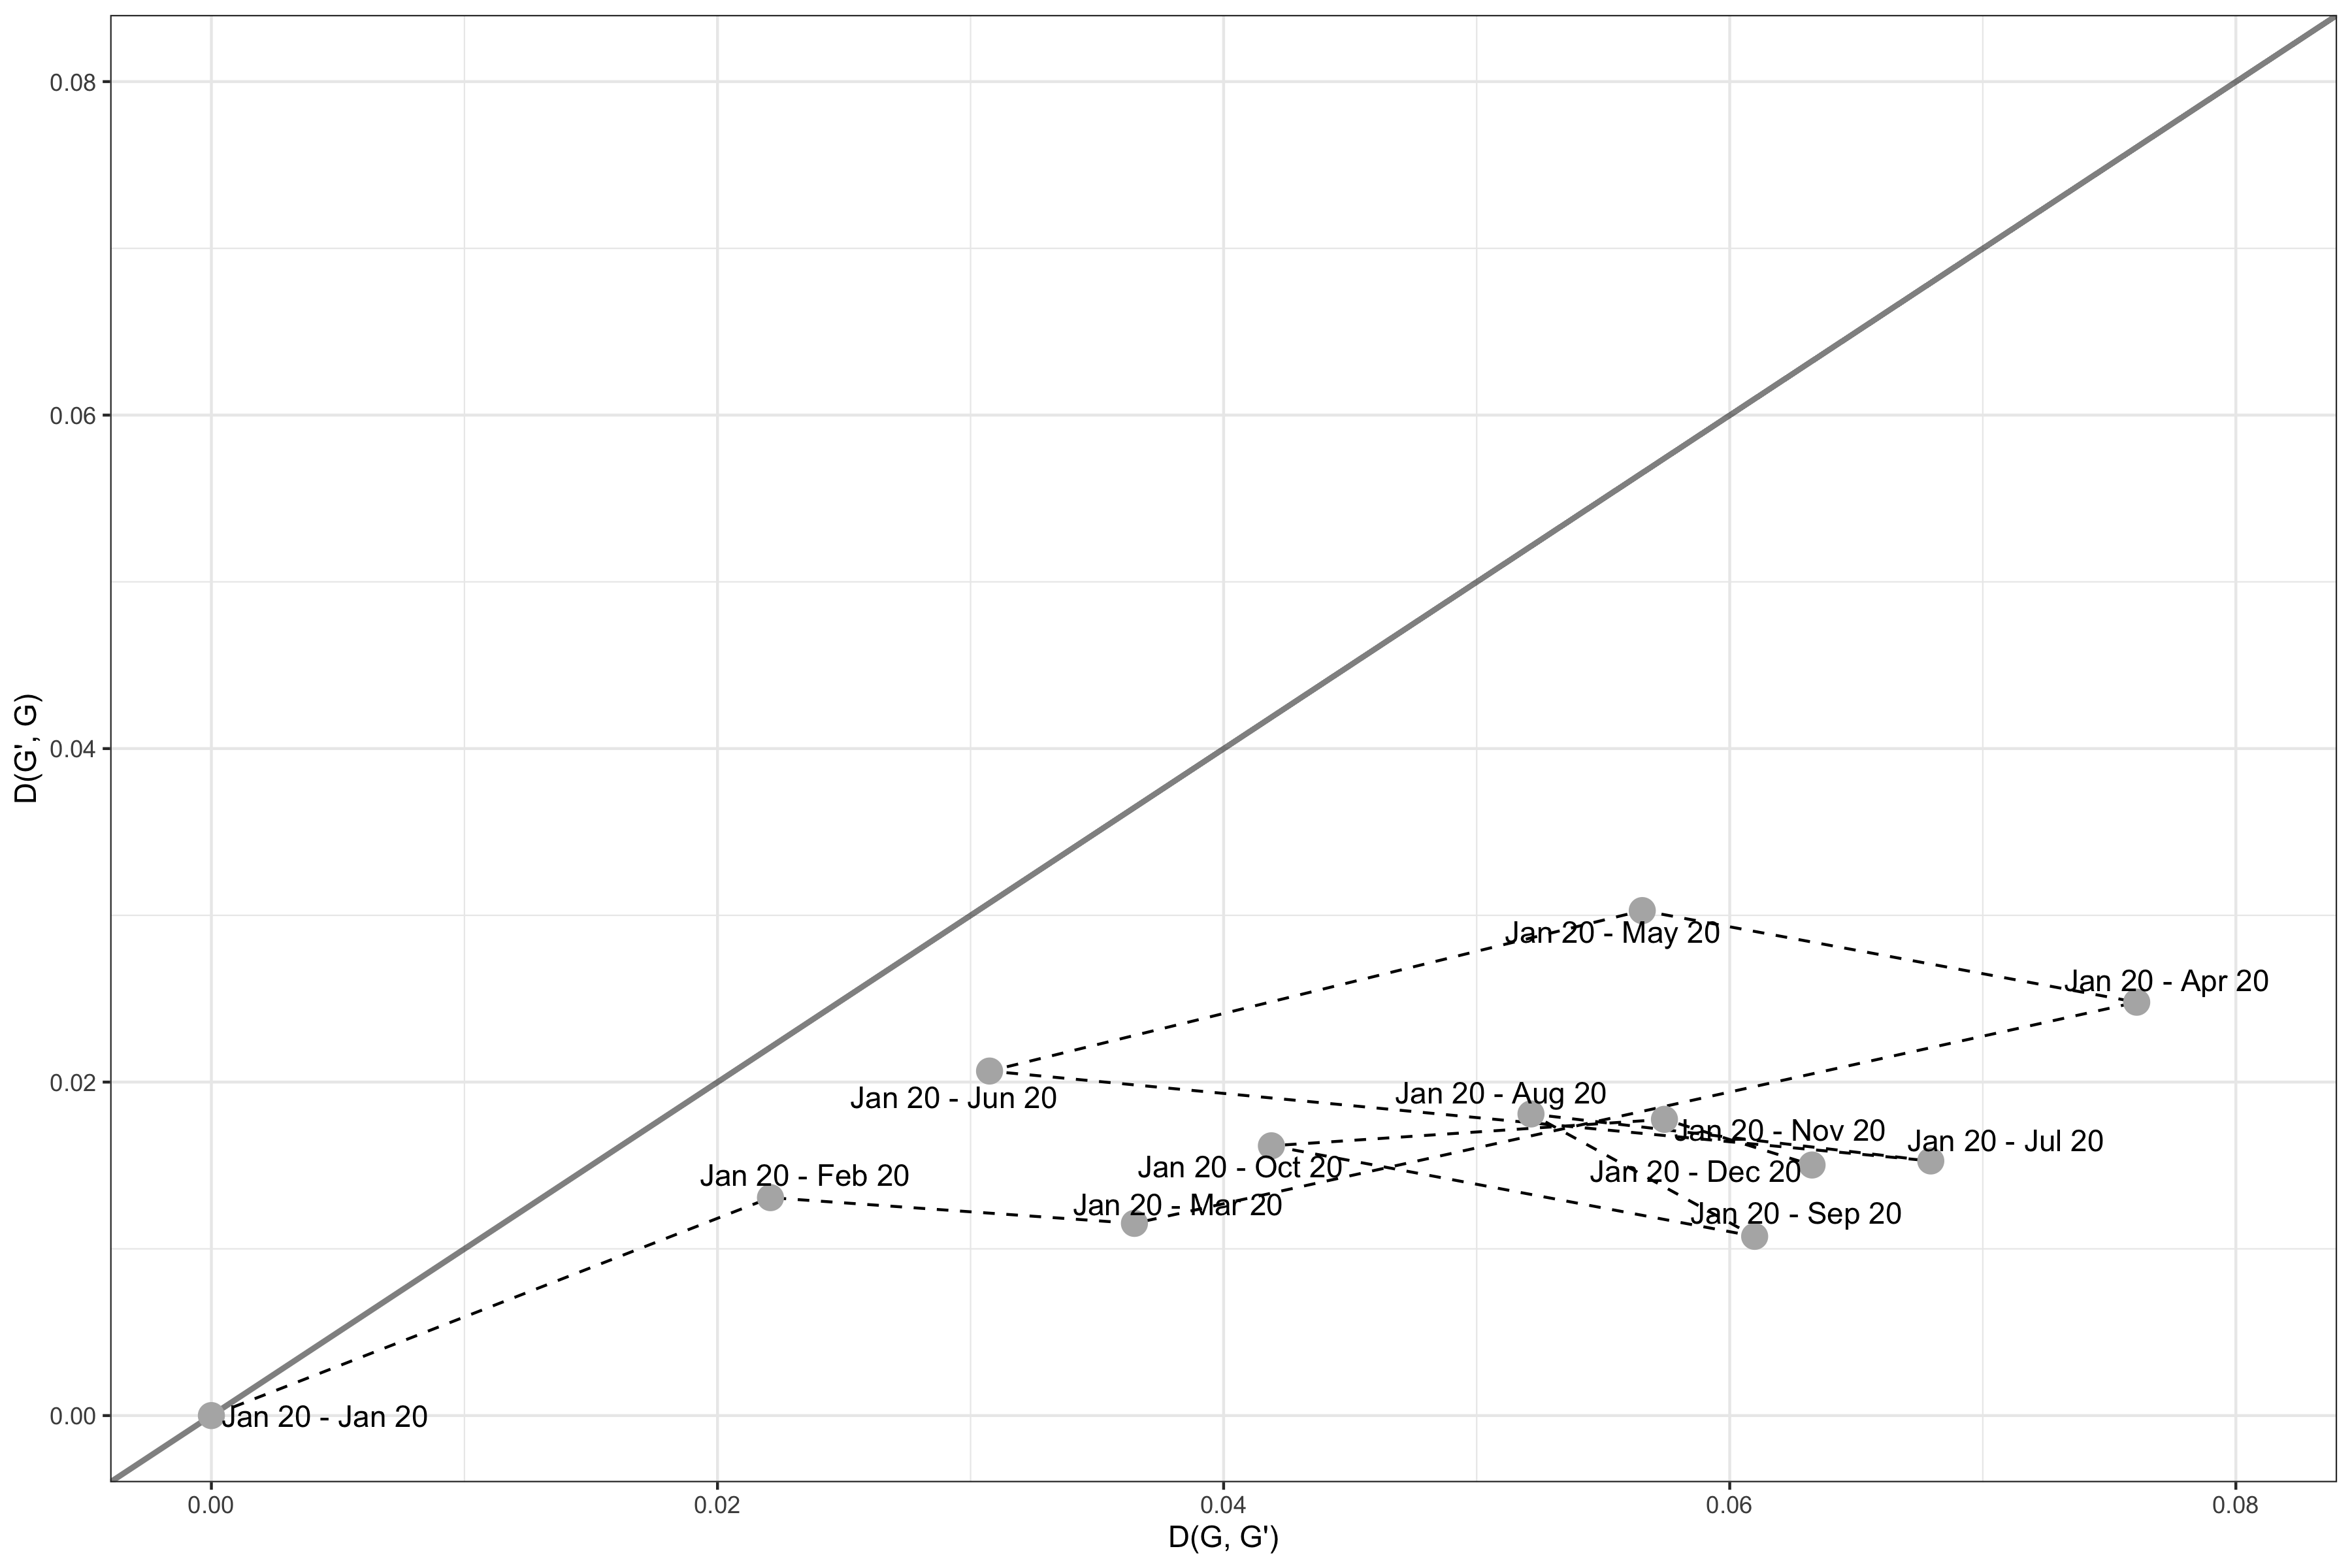 0.08
0.06
0.04
0.02
0.00
D(G', G)
Jan 20 - May 20
Jan 20 - Apr 20
Jan 20 - Jun 20
Jan 20 - Aug 20
Jan 20 - Nov 20
Jan 20 - Jul 20
Jan 20 - Oct 20
Jan 20 - Dec 20
Jan 20 - Feb 20
Jan 20 - Mar 20
Jan 20 - Sep 20
Jan 20 - Jan 20
0.00
0.02
0.04
0.06
0.08
D(G, G')